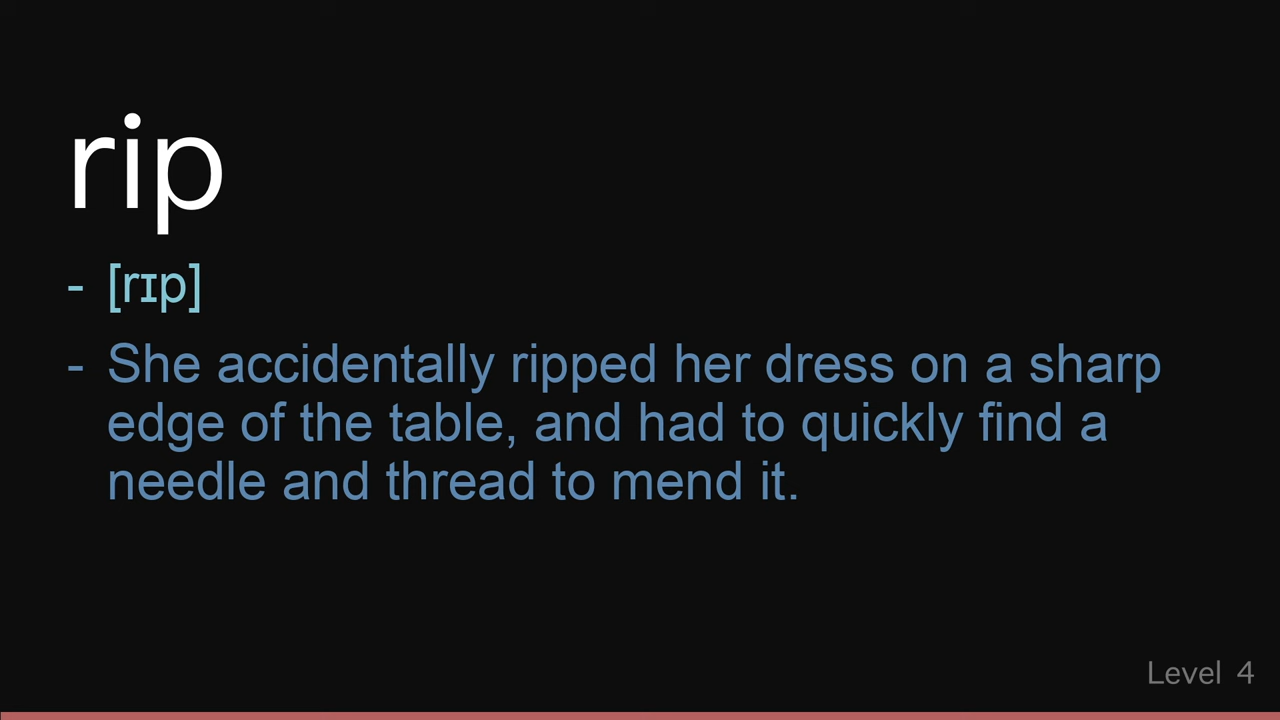 rip
- [rɪp]
- She accidentally ripped her dress on a sharp
edge of the table, and had to quickly find a
needle and thread to mend it.
Level 4